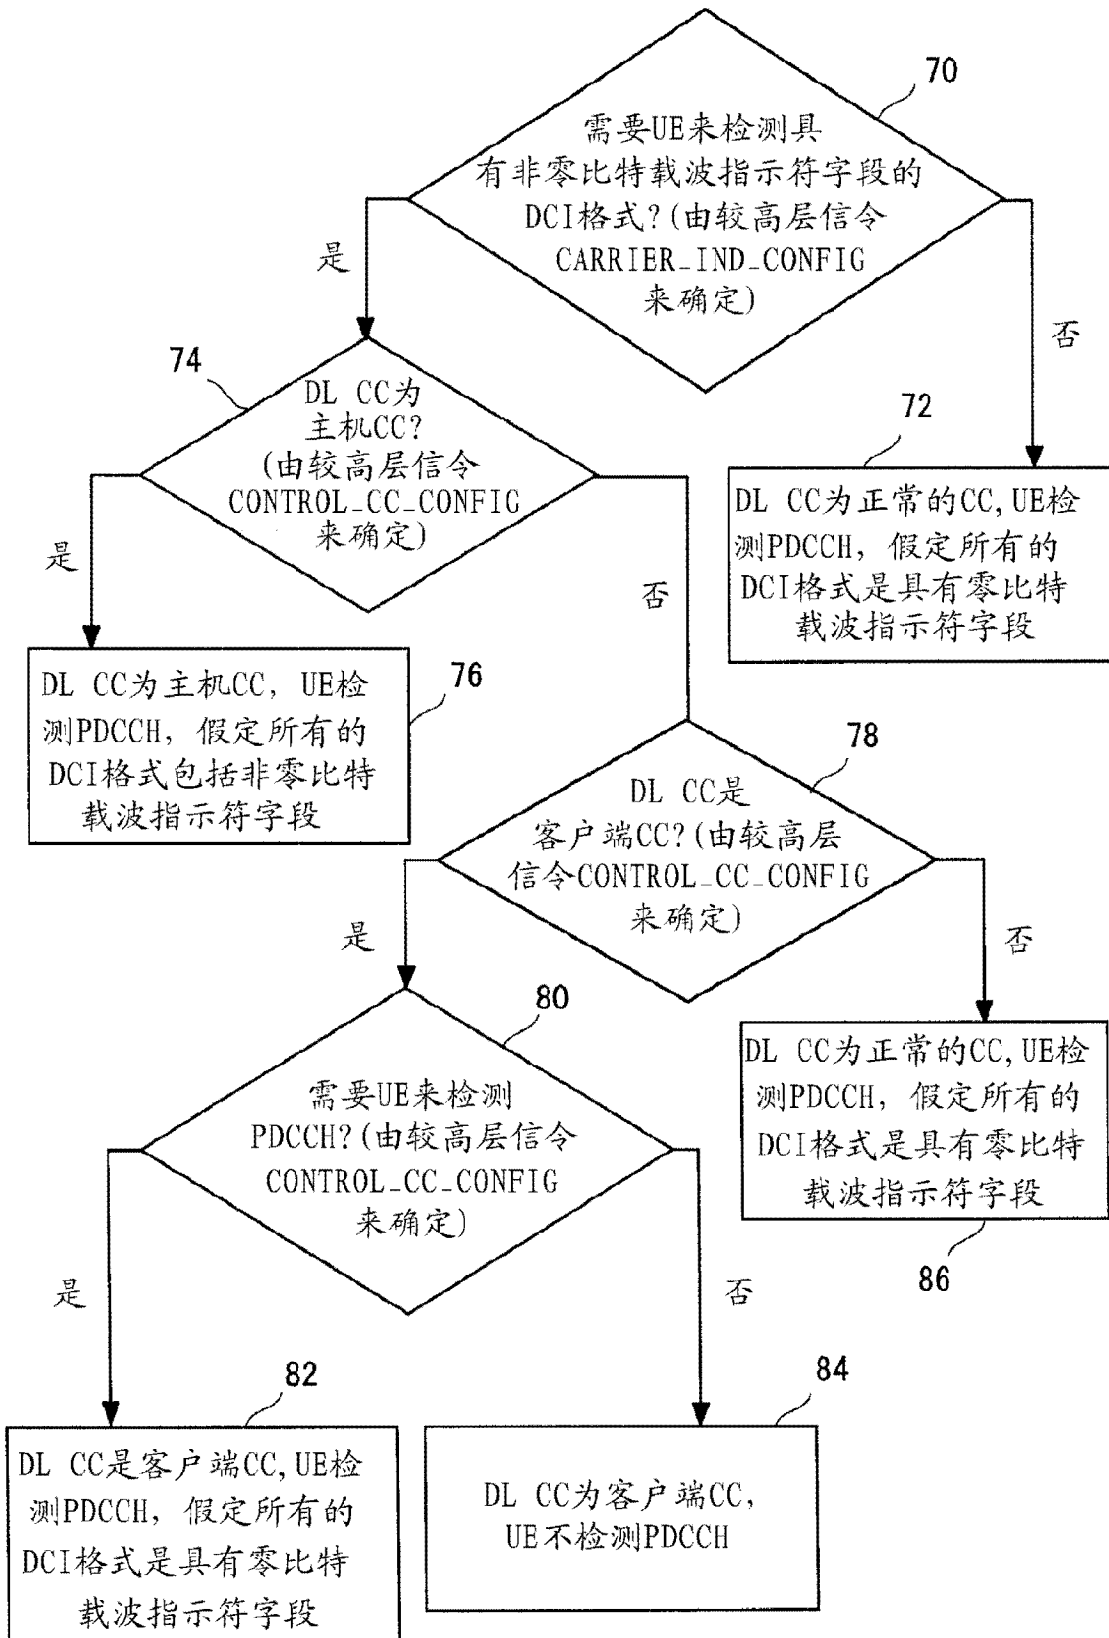 70
需要UE来检测具
有非零比特载波指示符字段的
DCI格式?(由较高层信令
CARRIER_IND_CONFIG
来确定)
是
否
74
DL CC为
主机CC?
(由较高层信令
CONTROL_CC_CONFIG
来确定)
72
DL CC为正常的CC,UE检
测PDCCH, 假定所有的
DCI格式是具有零比特
载波指示符字段
是
否
76
DL CC为主机CC, UE检
测PDCCH, 假定所有的
DCI格式包括非零比特
载波指示符字段
78
DL CC是
客户端CC?(由较高层
信令CONTROL_CC_CONFIG
来确定)
是
否
80
需要UE来检测
PDCCH?(由较高层信令
CONTROL_CC_CONFIG
来确定)
DL CC为正常的CC,UE检
测PDCCH, 假定所有的
DCI格式是具有零比特
载波指示符字段
86
是
否
82
DL CC是客户端CC,UE检
测PDCCH, 假定所有的
DCI格式是具有零比特
载波指示符字段
84
DL CC为客户端CC,
UE不检测PDCCH